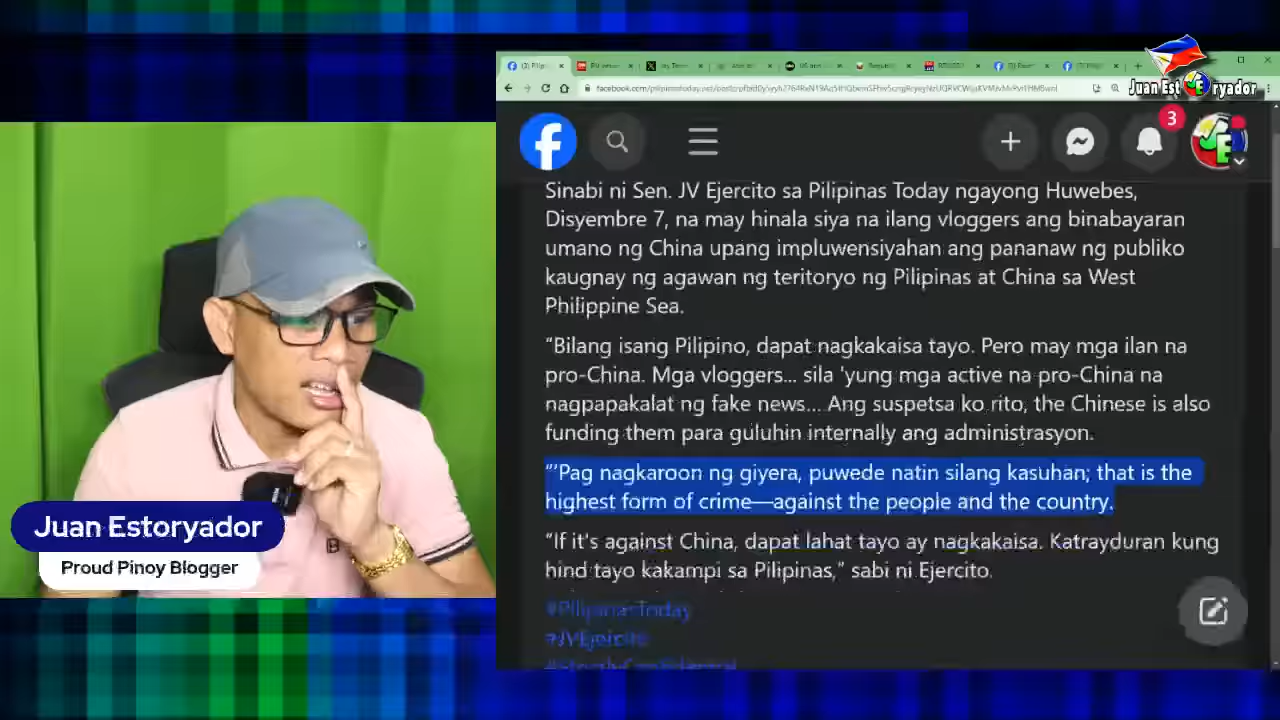 Juan Est ryador
3
Sinabi ni Sen. JV Ejercito sa Pilipinas Today ngayong Huwebes,
Disyembre 7, na may hinala siya na ilang vloggers ang binabayaran
umano ng China upang impluwensiyahan ang pananaw ng publiko
kaugnay ng agawan ng teritoryo ng Pilipinas at China sa West
Philippine Sea.
“Bilang isang Pilipino, dapat nagkakaisa tayo. Pero may mga ilan na
pro-China. Mga vloggers... sila 'yung mga active na pro-China na
nagpapakalat ng fake news... Ang suspetsa ko rito, the Chinese is also
funding them para guluhin internally ang administrasyon.
“'Pag nagkaroon ng giyera, puwede natin silang kasuhan; that is the
highest form of crime—against the people and the country.
“If it's against China, dapat lahat tayo ay nagkakaisa. Katrayduran kung
hind tayo kakampi sa Pilipinas,” sabi ni Ejercito.
#PilipinasToday
#JVEjercito
Juan Estoryador
Proud Pinoy Blogger